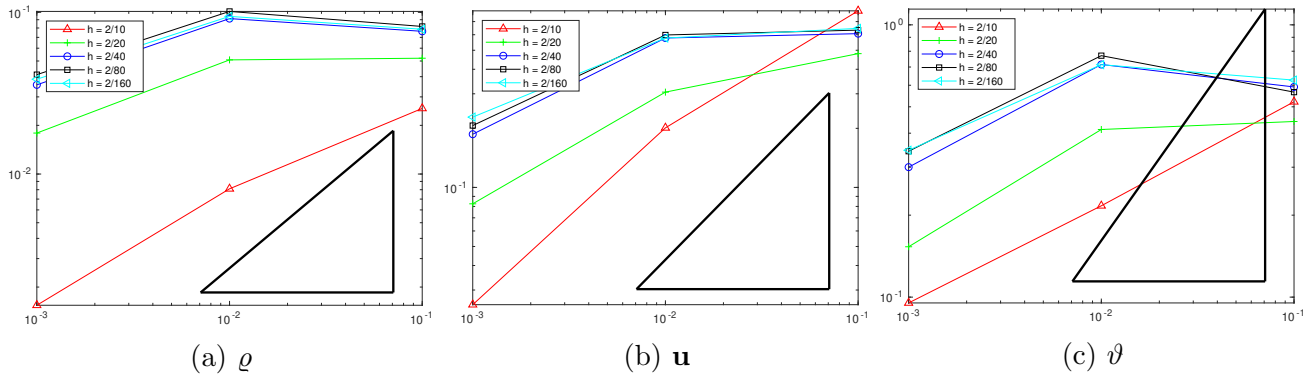 10^-1
10^-2
10^-3 10^-2 10^-1
h = 2/10
h = 2/20
h = 2/40
h = 2/80
h = 2/160
(a) ϱ
10^-1
10^-3 10^-2 10^-1
h = 2/10
h = 2/20
h = 2/40
h = 2/80
h = 2/160
(b) u
10^0
10^-1
10^-3 10^-2 10^-1
h = 2/10
h = 2/20
h = 2/40
h = 2/80
h = 2/160
(c) ϑ